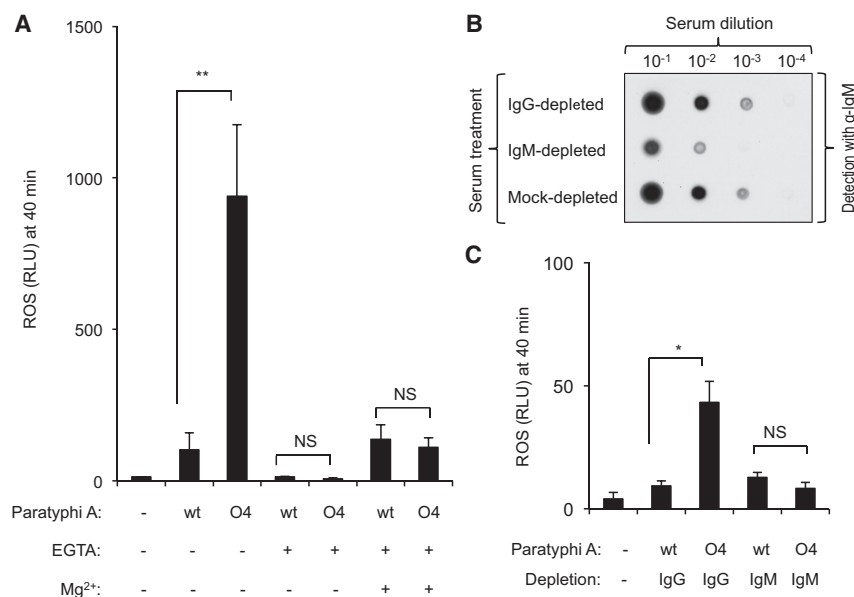 A
1500
1000
500
0
ROS (RLU) at 40 min
**
NS
NS
Paratyphi A: - wt O4 wt O4 wt O4
EGTA: - - - + + + +
Mg2+: - - - - - + +
B
Serum dilution
10-1 10-2 10-3 10-4
Serum treatment
IgG-depleted
IgM-depleted
Mock-depleted
Detection with α-IgM
C
100
50
0
ROS (RLU) at 40 min
*
NS
Paratyphi A: - wt O4 wt O4
Depletion: - IgG IgG IgM IgM